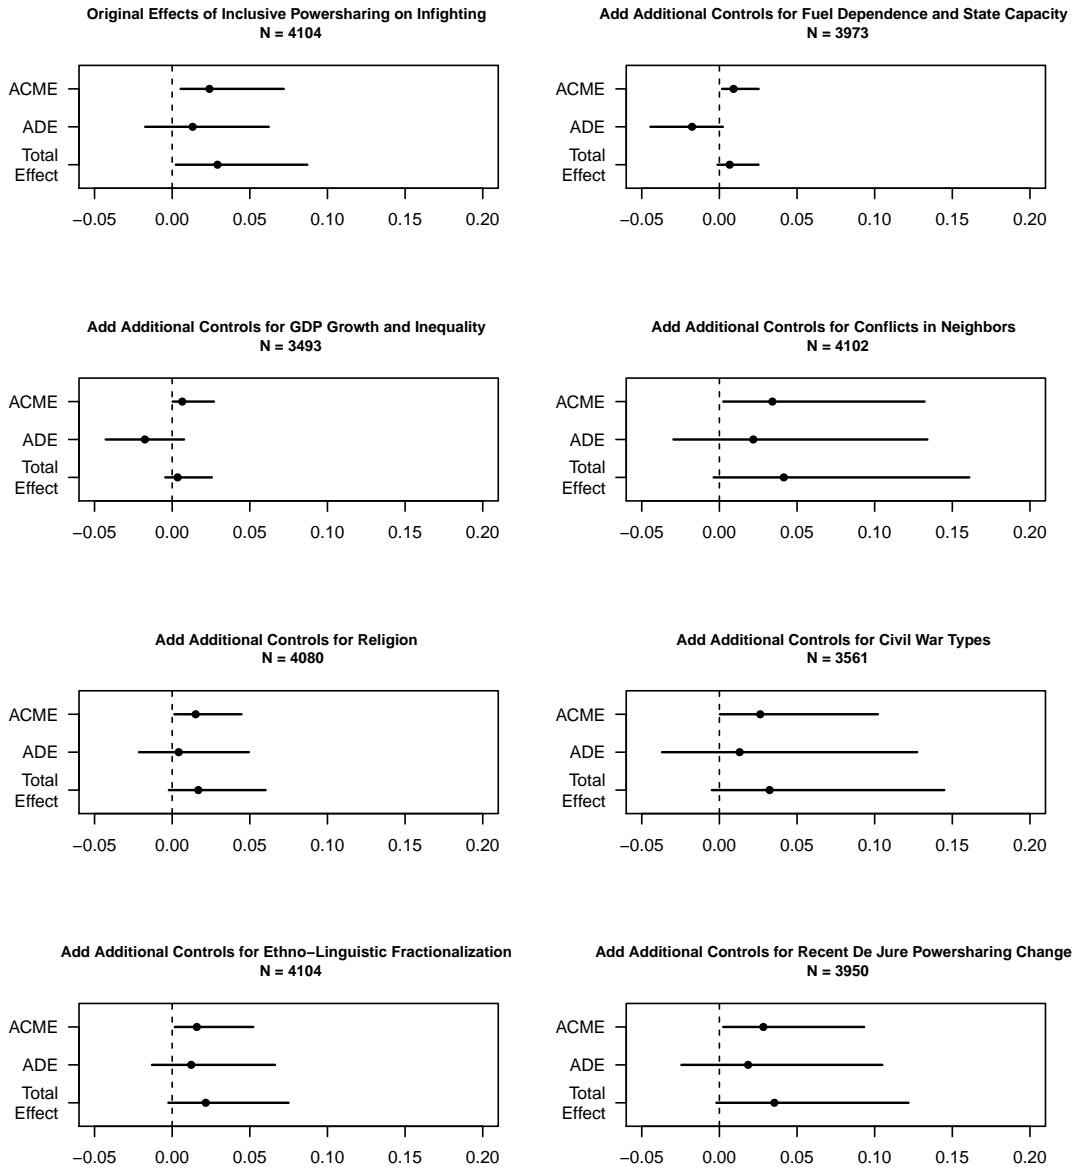 Original Effects of Inclusive Powersharing on Infighting
N = 4104
ACME
ADE
Total
Effect
−0.05 0.00 0.05 0.10 0.15 0.20
Add Additional Controls for Fuel Dependence and State Capacity
N = 3973
ACME
ADE
Total
Effect
−0.05 0.00 0.05 0.10 0.15 0.20
Add Additional Controls for GDP Growth and Inequality
N = 3493
ACME
ADE
Total
Effect
−0.05 0.00 0.05 0.10 0.15 0.20
Add Additional Controls for Conflicts in Neighbors
N = 4102
ACME
ADE
Total
Effect
−0.05 0.00 0.05 0.10 0.15 0.20
Add Additional Controls for Religion
N = 4080
ACME
ADE
Total
Effect
−0.05 0.00 0.05 0.10 0.15 0.20
Add Additional Controls for Civil War Types
N = 3561
ACME
ADE
Total
Effect
−0.05 0.00 0.05 0.10 0.15 0.20
Add Additional Controls for Ethno−Linguistic Fractionalization
N = 4104
ACME
ADE
Total
Effect
−0.05 0.00 0.05 0.10 0.15 0.20
Add Additional Controls for Recent De Jure Powersharing Change
N = 3950
ACME
ADE
Total
Effect
−0.05 0.00 0.05 0.10 0.15 0.20